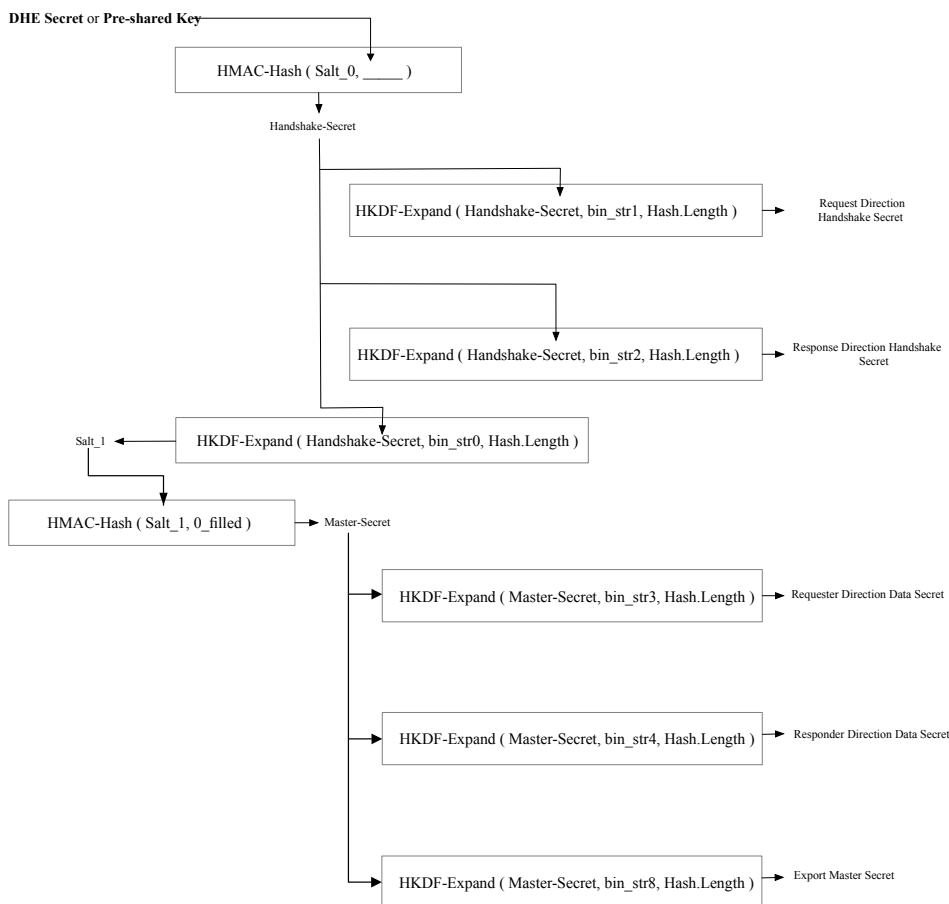 DHE Secret or Pre-shared Key
HMAC-Hash ( Salt_0, _____ )
Handshake-Secret
HKDF-Expand ( Handshake-Secret, bin_str1, Hash.Length )
Request Direction
Handshake Secret
HKDF-Expand ( Handshake-Secret, bin_str2, Hash.Length )
Response Direction Handshake
Secret
Salt_1
HKDF-Expand ( Handshake-Secret, bin_str0, Hash.Length )
HMAC-Hash ( Salt_1, 0_filled )
Master-Secret
HKDF-Expand ( Master-Secret, bin_str3, Hash.Length )
Requester Direction Data Secret
HKDF-Expand ( Master-Secret, bin_str4, Hash.Length )
Responder Direction Data Secret
HKDF-Expand ( Master-Secret, bin_str8, Hash.Length )
Export Master Secret